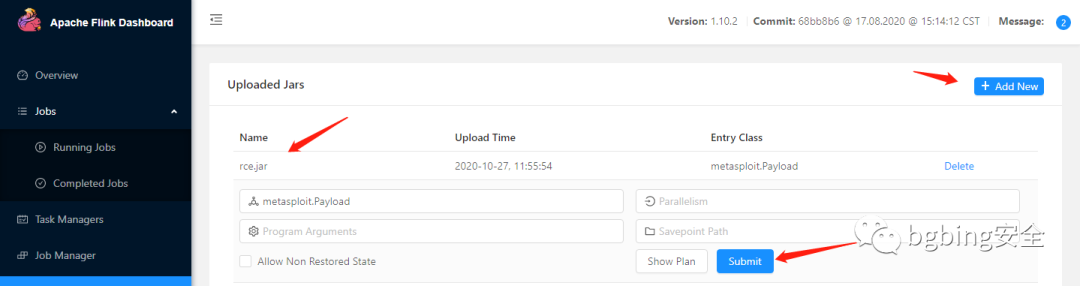 Apache Flink Dashboard
Version: 1.10.2 Commit: 68bb8b6 @ 17.08.2020 @ 15:14:12 CST Message: 2
Overview
Jobs
Running Jobs
Completed Jobs
Task Managers
Job Manager
Uploaded Jars
+ Add New
Name Upload Time Entry Class
rce.jar 2020-10-27, 11:55:54 metasploit.Payload Delete
metasploit.Payload Parallelism
Program Arguments Savepoint Path
Allow Non Restored State Show Plan Submit
bgbing安全